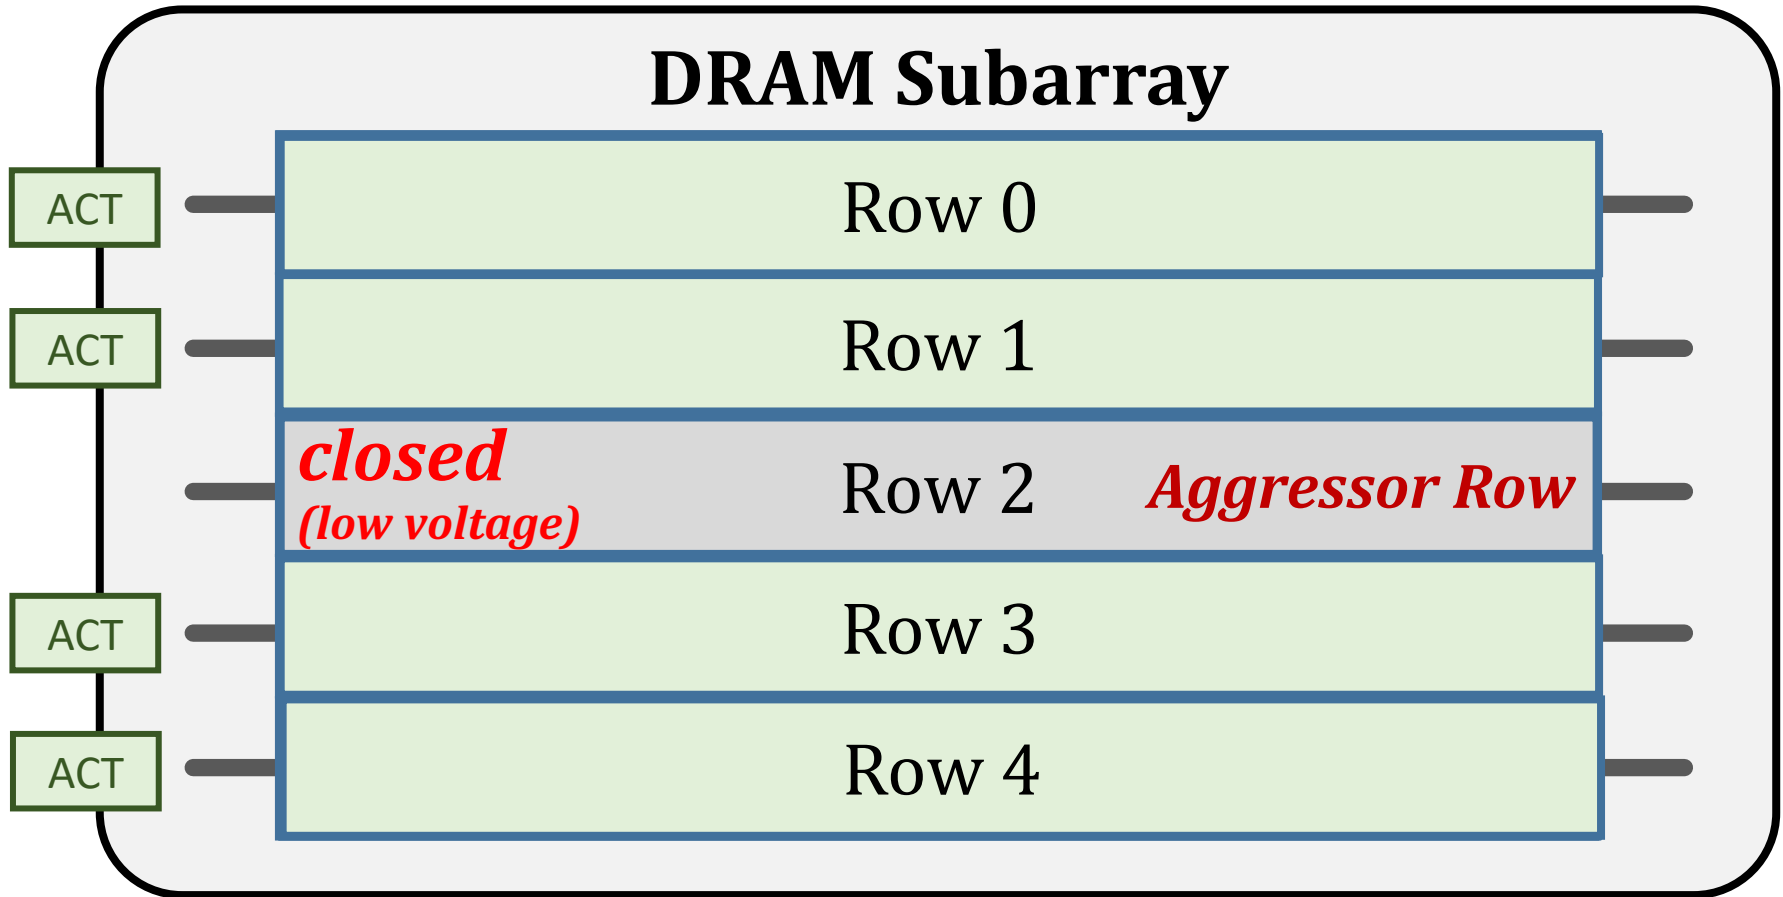 DRAM Subarray
ACT
Row 0
ACT
Row 1
closed
(low voltage)
Row 2
Aggressor Row
ACT
Row 3
ACT
Row 4